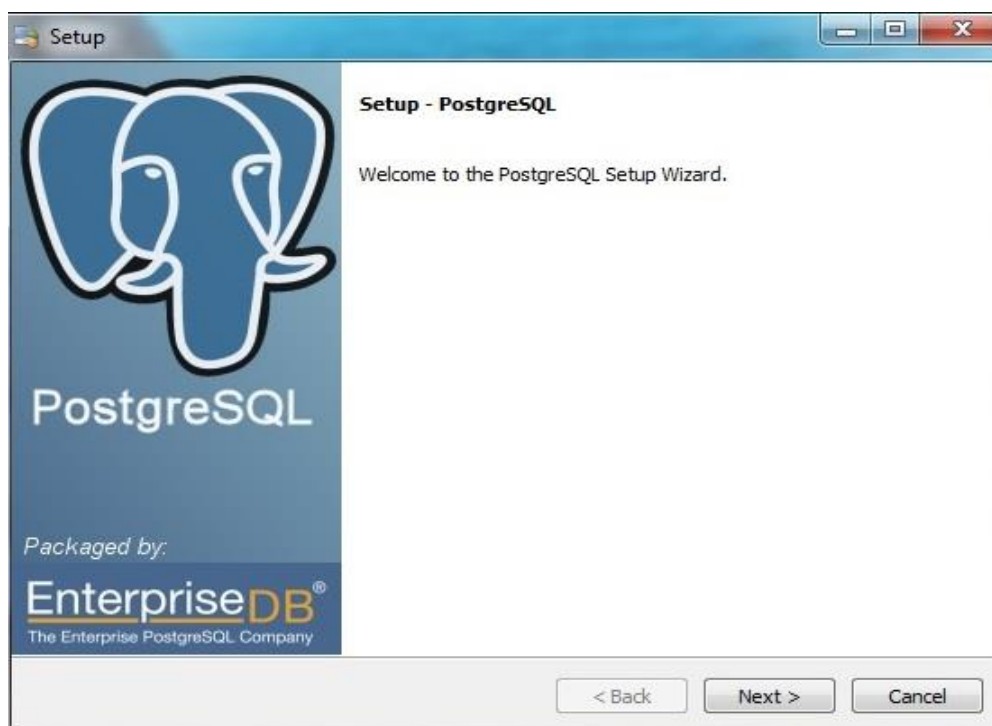 Setup
Setup - PostgreSQL
Welcome to the PostgreSQL Setup Wizard.
PostgreSQL
Packaged by:
EnterpriseDB®
The Enterprise PostgreSQL Company
< Back
Next >
Cancel